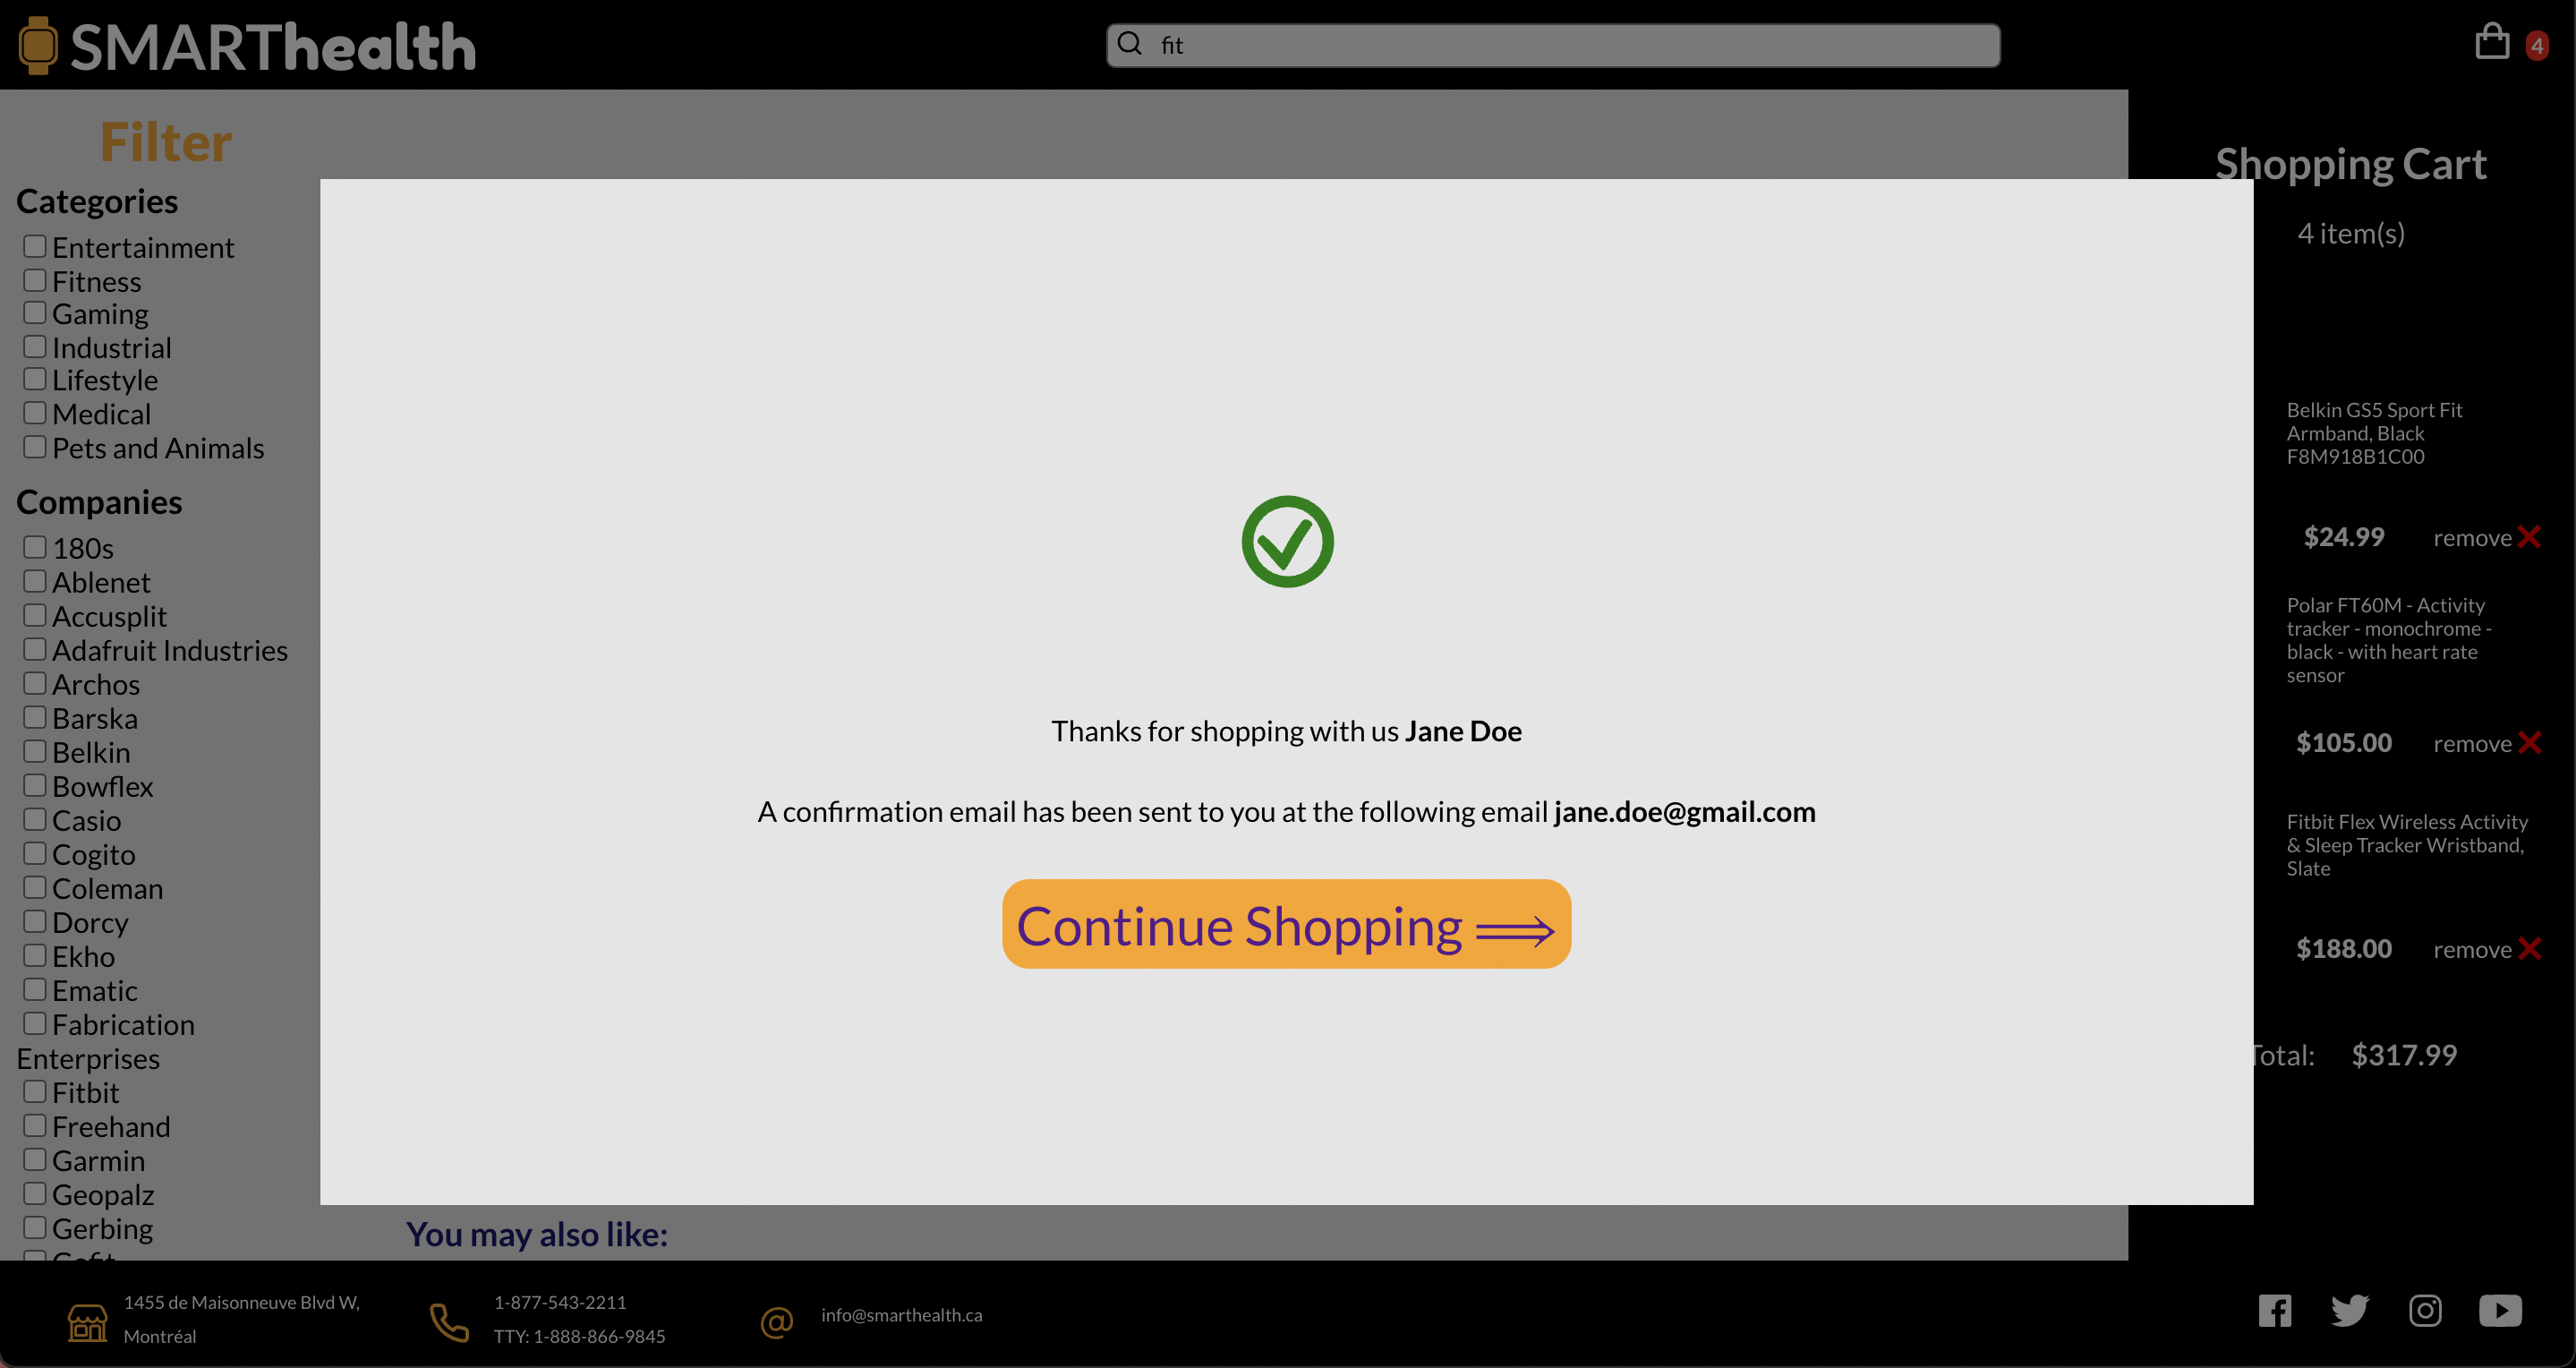 SMARThealth
fit
4
Filter
Categories
Entertainment
Fitness
Gaming
Industrial
Lifestyle
Medical
Pets and Animals
Companies
180s
Ablenet
Accusplit
Adafruit Industries
Archos
Barska
Belkin
Bowflex
Casio
Cogito
Coleman
Dorcy
Ekho
Ematic
Fabrication
Enterprises
Fitbit
Freehand
Garmin
Geopalz
Gerbing
Thanks for shopping with us Jane Doe
A confirmation email has been sent to you at the following email jane.doe@gmail.com
Continue Shopping ⟹
You may also like:
Shopping Cart
4 item(s)
Belkin GS5 Sport Fit
Armband, Black
F8M918B1C00
$24.99 remove
Polar FT60M - Activity
tracker - monochrome -
black - with heart rate
sensor
$105.00 remove
Fitbit Flex Wireless Activity
& Sleep Tracker Wristband,
Slate
$188.00 remove
Total: $317.99
1455 de Maisonneuve Blvd W,
Montréal
1-877-543-2211
TTY: 1-888-866-9845
@ info@smarthealth.ca